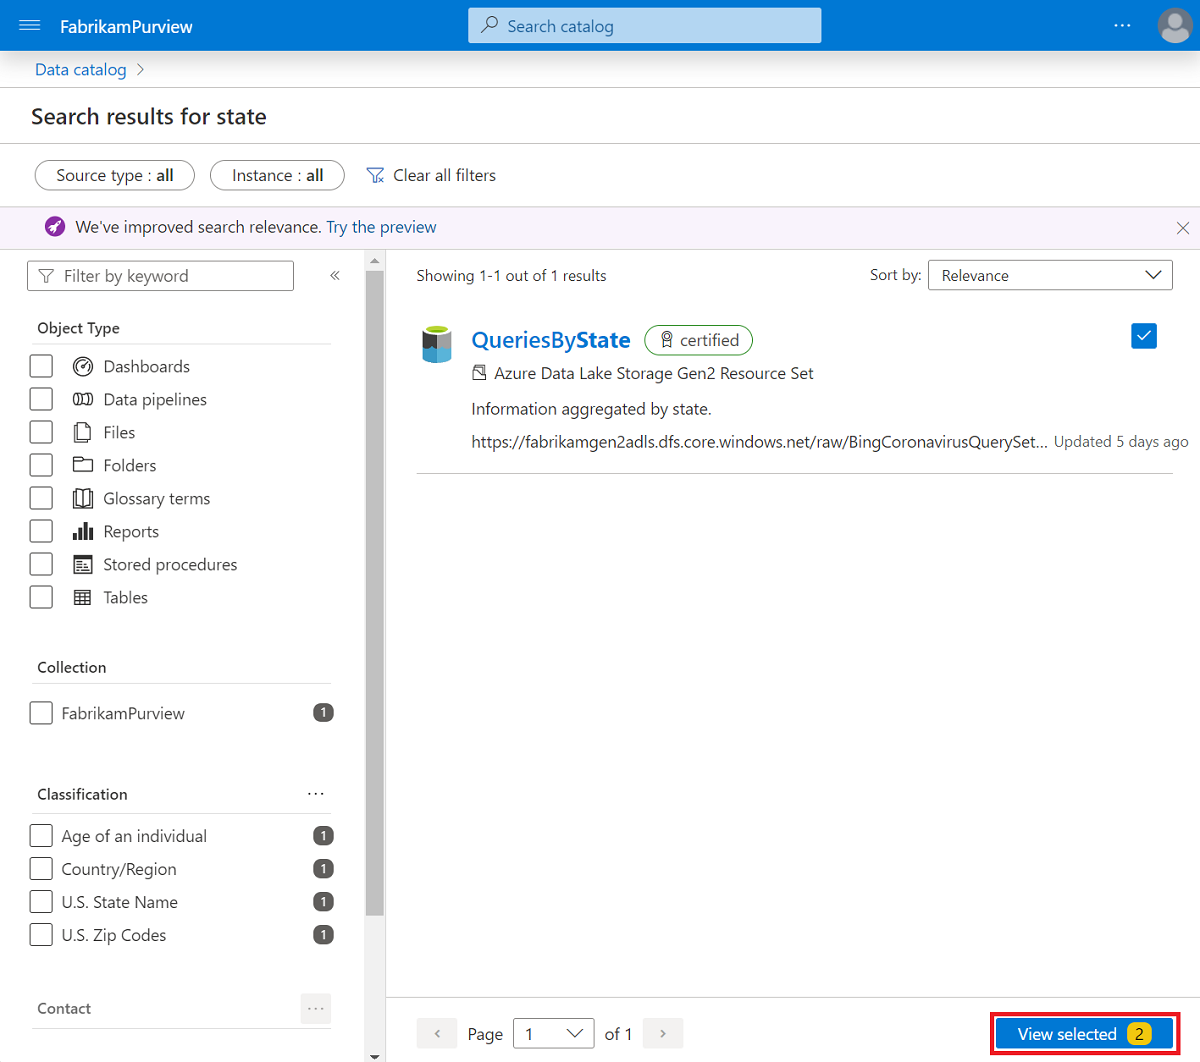 FabrikamPurview
Search catalog
Data catalog
Search results for state
Source type : all
Instance : all
Clear all filters
We've improved search relevance. Try the preview
Filter by keyword
Object Type
Dashboards
Data pipelines
Files
Folders
Glossary terms
Reports
Stored procedures
Tables
Collection
FabrikamPurview 1
Classification ...
Age of an individual 1
Country/Region 1
U.S. State Name 1
U.S. Zip Codes 1
Contact ...
Showing 1-1 out of 1 results
Sort by: Relevance
QueriesByState certified
Azure Data Lake Storage Gen2 Resource Set
Information aggregated by state.
https://fabrikamgen2adls.dfs.core.windows.net/raw/BingCoronavirusQuerySet... Updated 5 days ago
Page 1 of 1
View selected 2